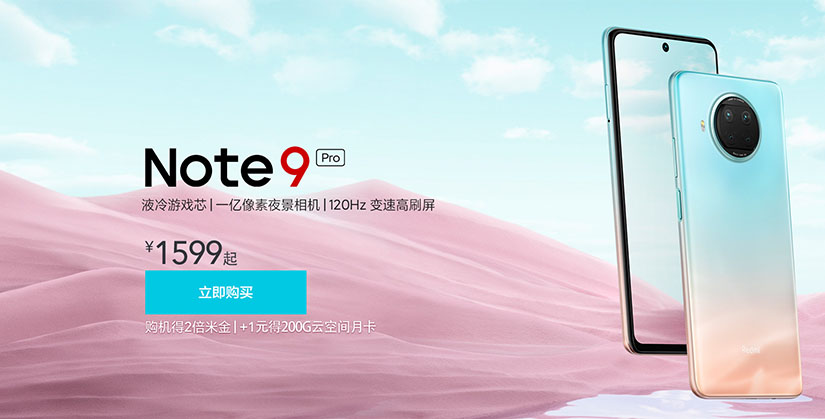 Note 9 Pro
液冷游戏芯 | 一亿像素夜景相机 | 120Hz 变速高刷屏
¥1599起
立即购买
购机得2倍米金 | +1元得200G云空间月卡
Redmi